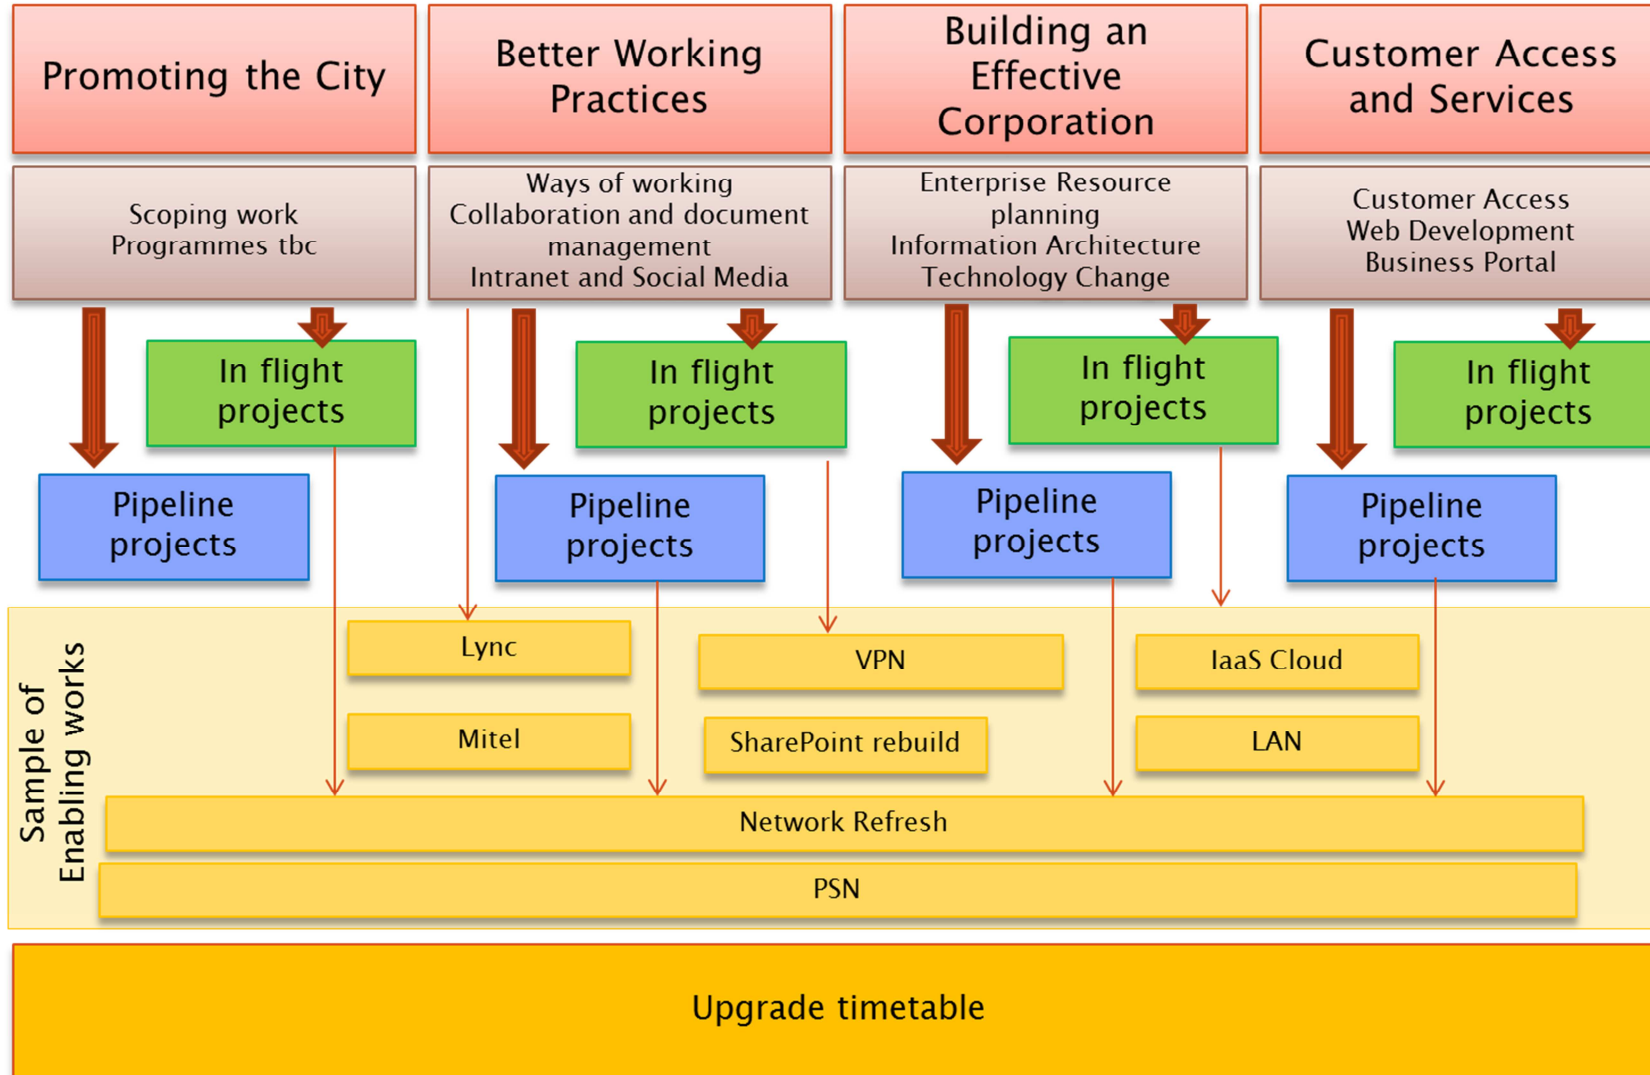 Promoting the City
Better Working
Practices
Building an
Effective
Corporation
Customer Access
and Services
Scoping work
Programmes tbc
Ways of working
Collaboration and document
management
Intranet and Social Media
Enterprise Resource
planning
Information Architecture
Technology Change
Customer Access
Web Development
Business Portal
In flight
projects
In flight
projects
In flight
projects
In flight
projects
Pipeline
projects
Pipeline
projects
Pipeline
projects
Pipeline
projects
Sample of
Enabling works
Lync
VPN
IaaS Cloud
Mitel
SharePoint rebuild
LAN
Network Refresh
PSN
Upgrade timetable